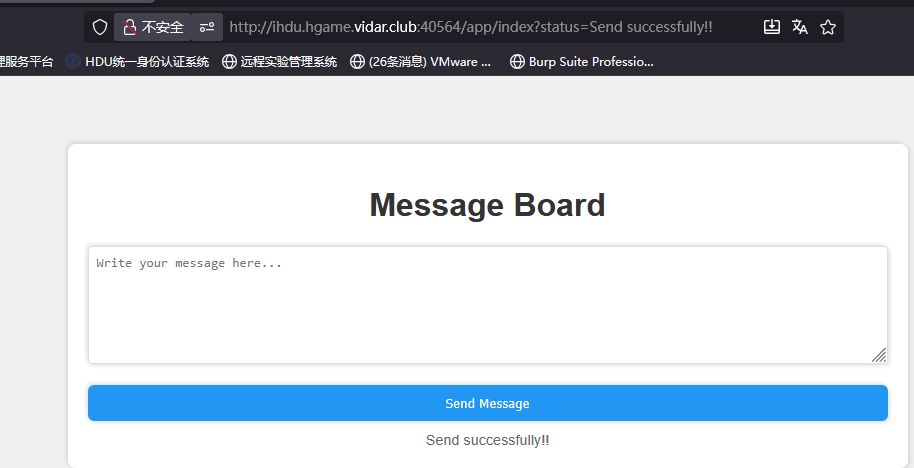 不安全 http://ihdu.hgame.vidar.club:40564/app/index?status=Send successfully!!
理服务平台 HDU统一身份认证系统 远程实验管理系统 (26条消息) VMware ... Burp Suite Professio...
Message Board
Write your message here...
Send Message
Send successfully!!